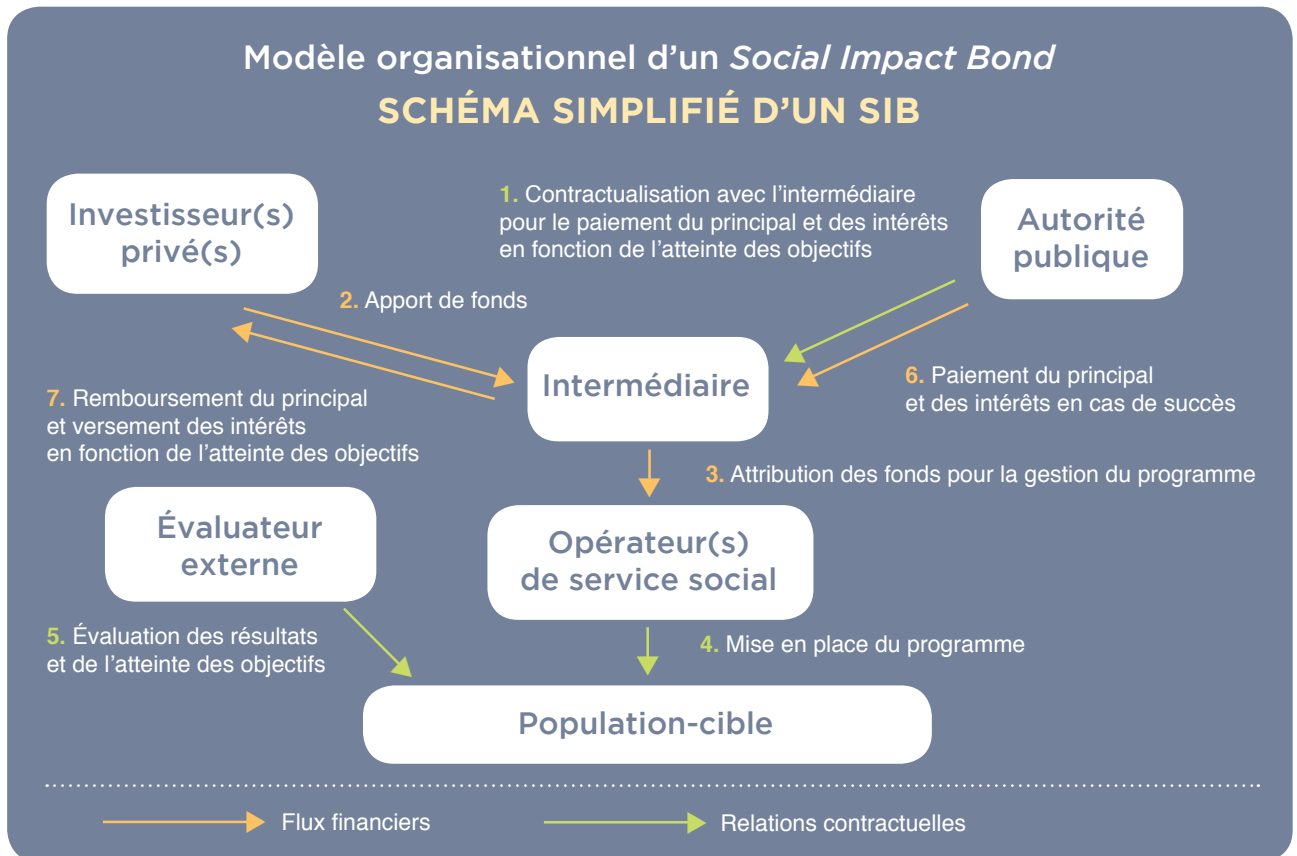 Modèle organisationnel d'un Social Impact Bond
SCHÉMA SIMPLIFIÉ D'UN SIB
Investisseur(s)
privé(s)
1. Contractualisation avec l'intermédiaire
pour le paiement du principal et des intérêts
en fonction de l'atteinte des objectifs
Autorité
publique
2. Apport de fonds
Intermédiaire
6. Paiement du principal
et des intérêts en cas de succès
7. Remboursement du principal
et versement des intérêts
en fonction de l'atteinte des objectifs
3. Attribution des fonds pour la gestion du programme
Évaluateur
externe
Opérateur(s)
de service social
5. Évaluation des résultats
et de l'atteinte des objectifs
4. Mise en place du programme
Population-cible
Flux financiers
Relations contractuelles